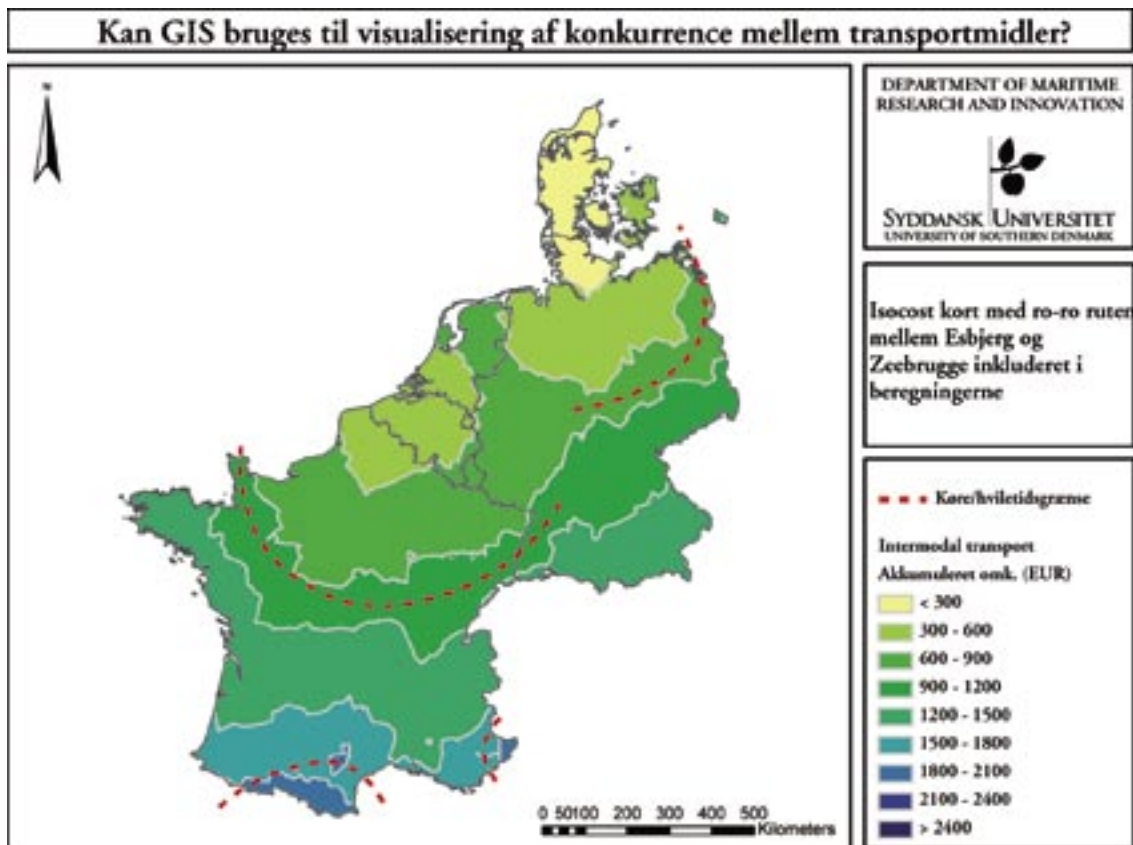 Kan GIS bruges til visualisering af konkurrence mellem transportmidler?
N
DEPARTMENT OF MARITIME
RESEARCH AND INNOVATION
SYDDANSK UNIVERSITET
UNIVERSITY OF SOUTHERN DENMARK
Isocost kort med ro-ro ruten
mellem Esbjerg og
Zeebrugge inkluderet i
beregningerne
Køre/hviletidsgrænse
Intermodal transport
Akkumuleret omk. (EUR)
< 300
300 - 600
600 - 900
900 - 1200
1200 - 1500
1500 - 1800
1800 - 2100
2100 - 2400
> 2400
0 50100 200 300 400 500
Kilometers